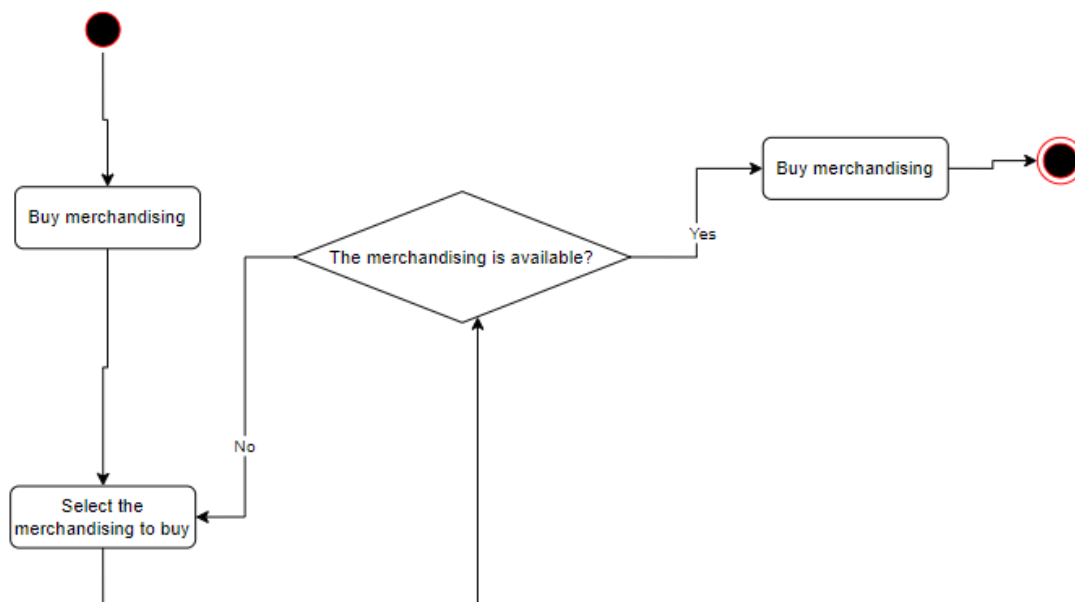 Buy merchandising
Buy merchandising
The merchandising is available?
Yes
No
Select the
merchandising to buy